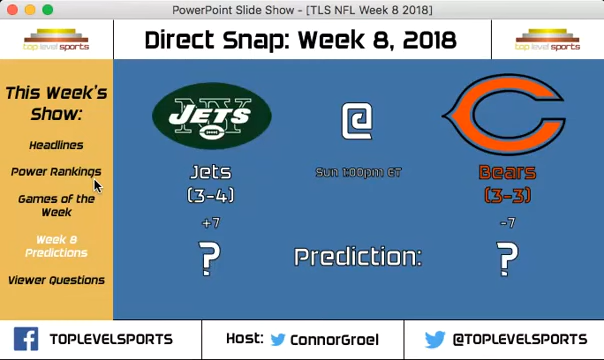 PowerPoint Slide Show - [TLS NFL Week 8 2018]
top level sports
Direct Snap: Week 8, 2018
top level sports
This Week's
Show:
Headlines
Power Rankings
Games of the
Week
Week 8
Predictions
Viewer Questions
NY
JETS
@
C
Jets
(3-4)
Sun 1:00pm CT
Bears
(3-3)
+7
-7
?
Prediction:
?
f TOPLEVELSPORTS
Host: ConnorGroel
@TOPLEVELSPORTS